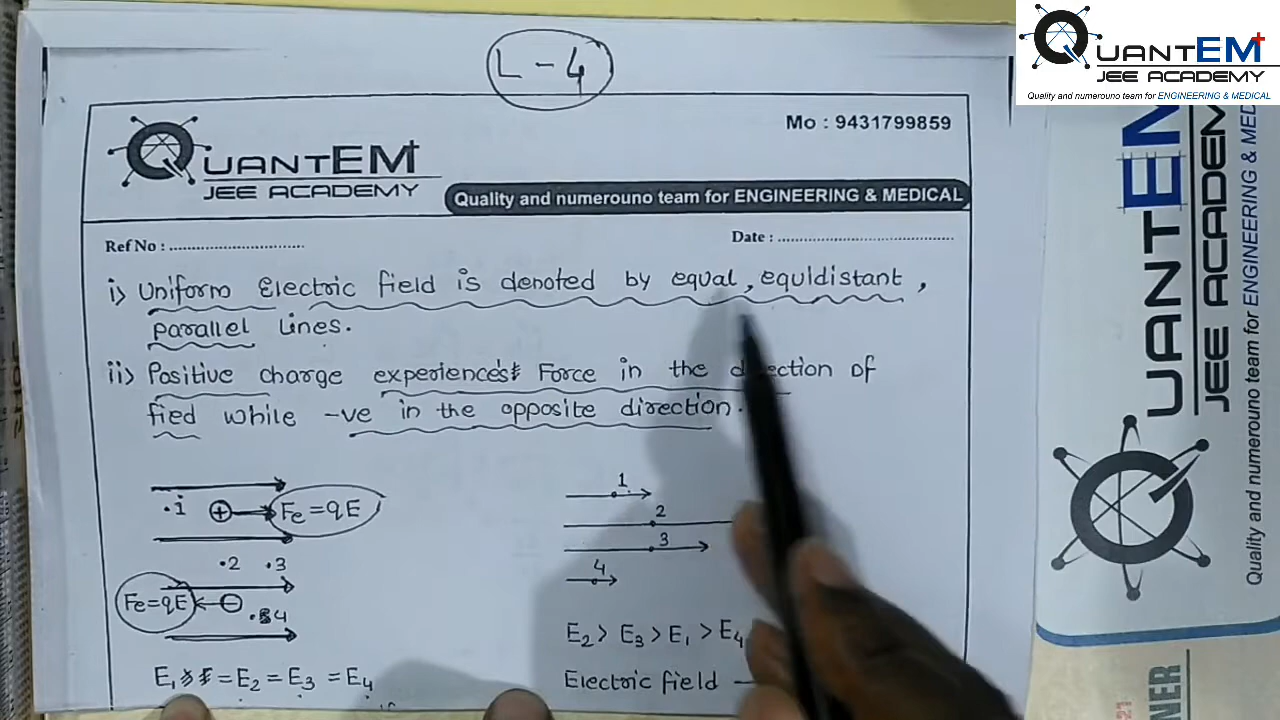 L - 4
QUANTEM+
JEE ACADEMY
Quality and numerouno team for ENGINEERING & MEDICAL
Mo : 9431799859
QUANTEM+
JEE ACADEMY
Quality and numerouno team for ENGINEERING & MEDICAL
Ref No :
Date :
i> Uniform Electric field is denoted by equal, equidistant,
parallel lines.
ii> Positive charge experiences Force in the direction of
fied while -ve in the opposite direction.
.1 + Fe=qE
.2 .3
Fe=qE - .4
E1 = E2 = E3 = E4
1
2
3
4
E2 > E3 > E1 > E4
Electric field
QUANTEM
JEE ACADEMY
Quality and numerouno team for ENGINEERING & MED
NER
21